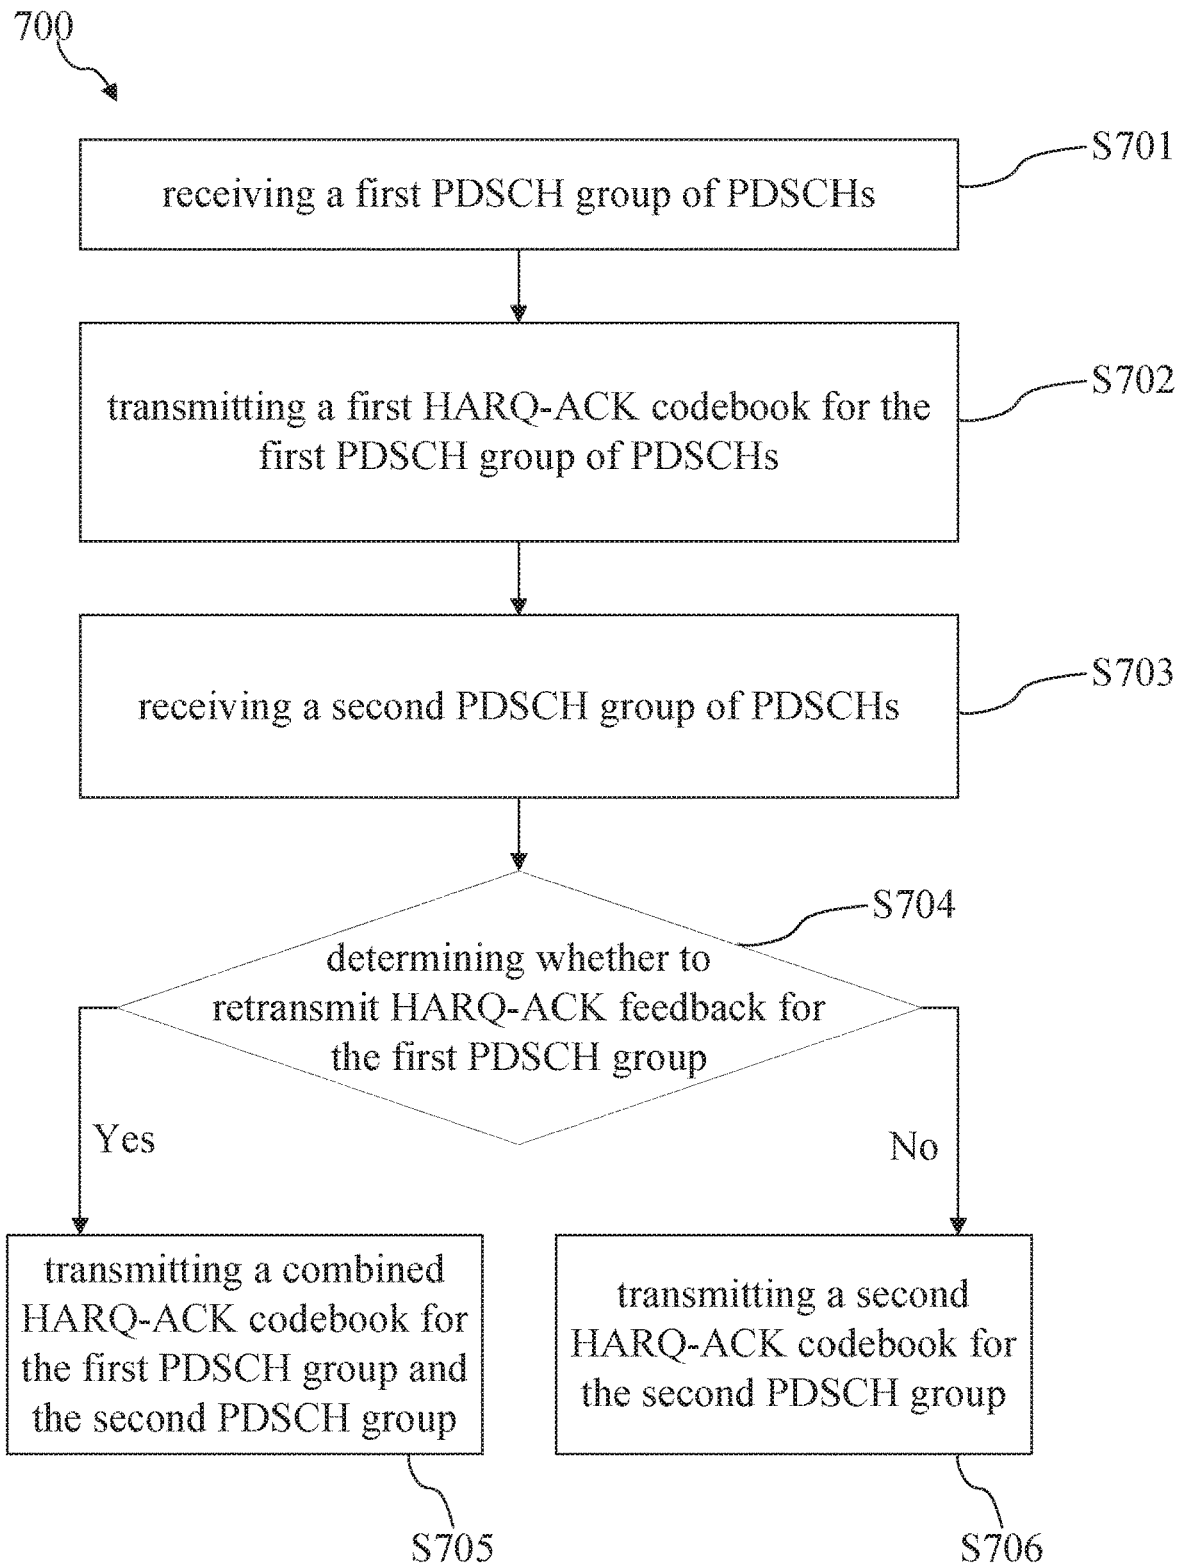 700
receiving a first PDSCH group of PDSCHs
S701
transmitting a first HARQ-ACK codebook for the
first PDSCH group of PDSCHs
S702
receiving a second PDSCH group of PDSCHs
S703
determining whether to
retransmit HARQ-ACK feedback for
the first PDSCH group
S704
Yes
No
transmitting a combined
HARQ-ACK codebook for
the first PDSCH group and
the second PDSCH group
S705
transmitting a second
HARQ-ACK codebook for
the second PDSCH group
S706